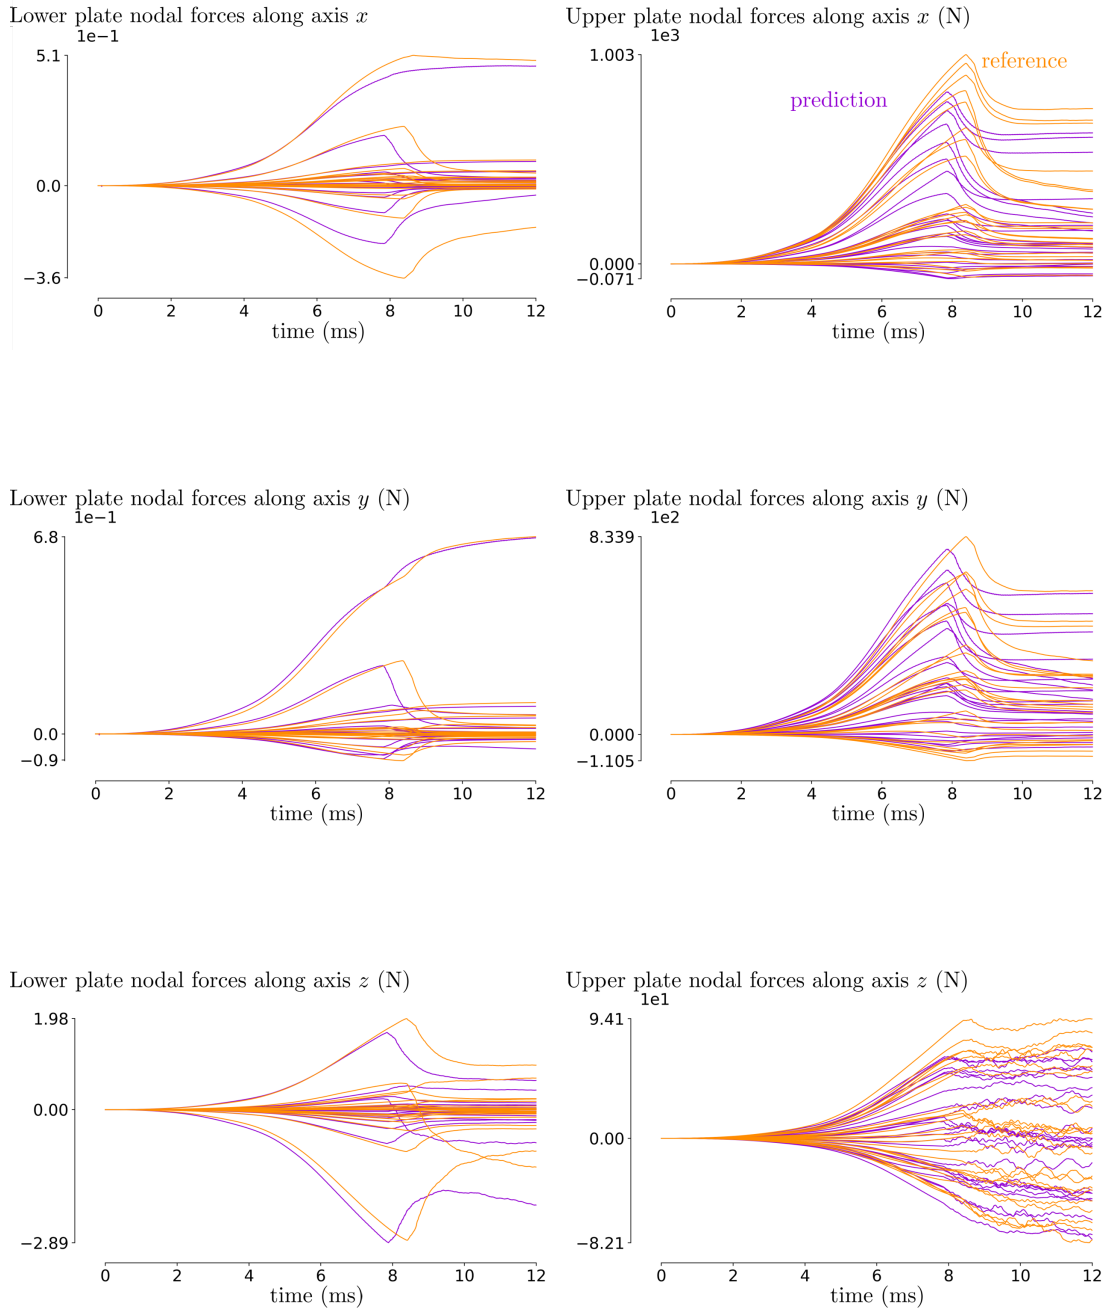 Lower plate nodal forces along axis x
1e−1
5.1
0.0
−3.6
0 2 4 6 8 10 12
time (ms)
Upper plate nodal forces along axis x (N)
1e3
1.003
reference
prediction
0.000
−0.071
0 2 4 6 8 10 12
time (ms)
Lower plate nodal forces along axis y (N)
1e−1
6.8
0.0
−0.9
0 2 4 6 8 10 12
time (ms)
Upper plate nodal forces along axis y (N)
1e2
8.339
0.000
−1.105
0 2 4 6 8 10 12
time (ms)
Lower plate nodal forces along axis z (N)
1.98
0.00
−2.89
0 2 4 6 8 10 12
time (ms)
Upper plate nodal forces along axis z (N)
1e1
9.41
0.00
−8.21
0 2 4 6 8 10 12
time (ms)